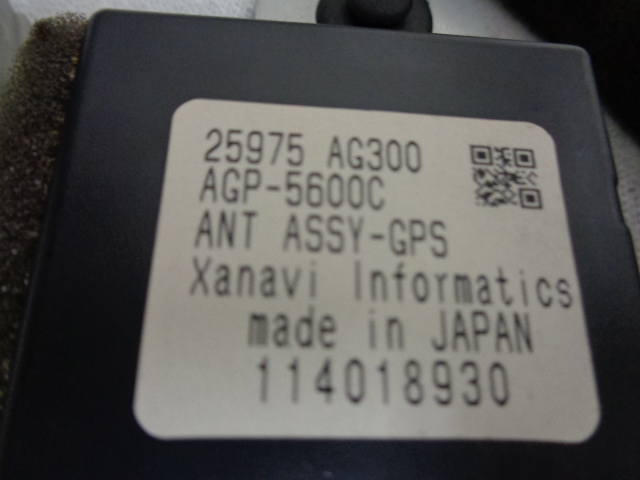 25975 AG300
AGP-5600C
ANT ASSY-GPS
Xanavi Informatics
made in JAPAN
114018930